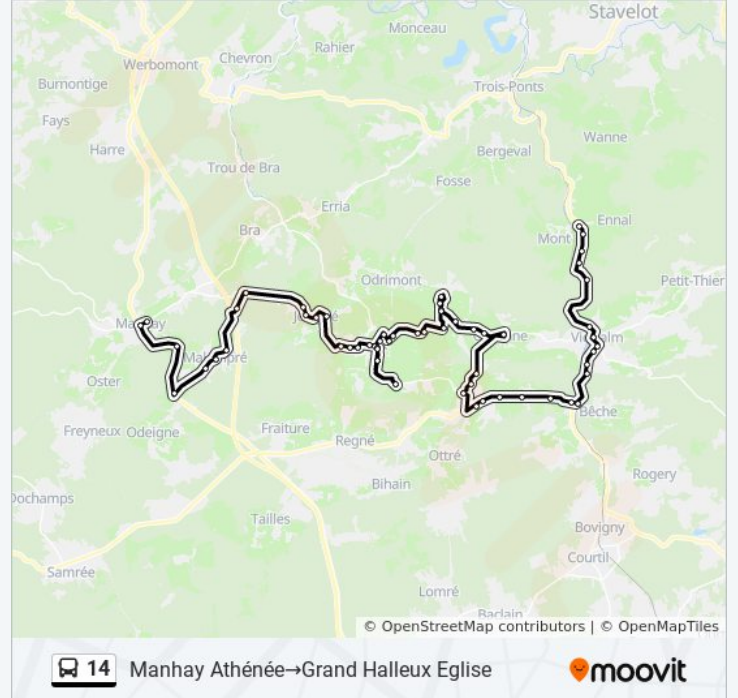 Stavelot
Monceau
Rahier
Chevron
Werbomont
Trois-Ponts
Bumontige
Fays
Wanne
Harre
Bergeval
Trou de Bra
Fosse
Erria
Ennal
Bra
Mont
Odrimont
Petit-Thier
Oster
Bêche
Freyneux Odeigne
Fraiture
Regné
Ottré
Rogery
Bihain
Dochamps
Tailles
Bovigny
Courtil
Samrée
Lomré
Baclain
© OpenStreetMap contributors | © OpenMapTiles
14 Manhay Athénée→Grand Halleux Eglise
moovit